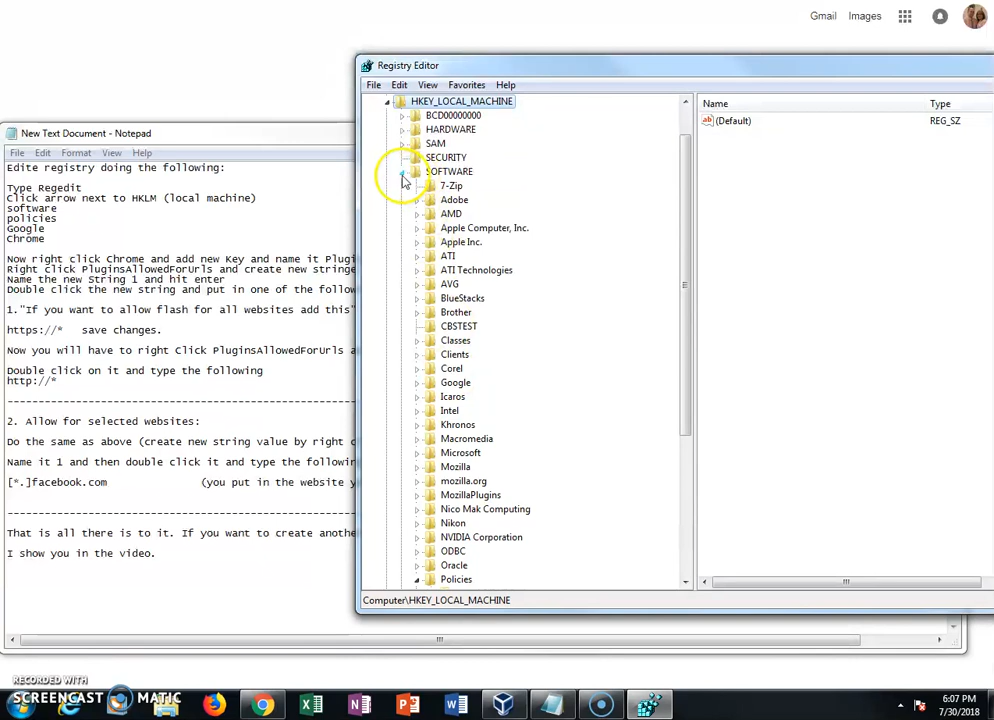 Gmail Images
Registry Editor
File Edit View Favorites Help
HKEY_LOCAL_MACHINE
BCD00000000
HARDWARE
SAM
SECURITY
SOFTWARE
7-Zip
Adobe
AMD
Apple Computer, Inc.
Apple Inc.
ATI
ATI Technologies
AVG
BlueStacks
Brother
CBSTEST
Classes
Clients
Corel
Google
Icaros
Intel
Khronos
Macromedia
Microsoft
Mozilla
mozilla.org
MozillaPlugins
Nico Mak Computing
Nikon
NVIDIA Corporation
ODBC
Oracle
Policies
Name Type
ab (Default) REG_SZ
Computer\HKEY_LOCAL_MACHINE
New Text Document - Notepad
File Edit Format View Help
Edite registry doing the following:
Type Regedit
Click arrow next to HKLM (local machine)
software
policies
Google
Chrome
Now right click Chrome and add new Key and name it Plugi
Right click PluginsAllowedForUrls and create new stringe
Name the new String 1 and hit enter
Double click the new string and put in one of the follow
1."If you want to allow flash for all websites add this"
https://* save changes.
Now you will have to right Click PluginsAllowedForUrls a
Double click on it and type the following
http://*
2. Allow for selected websites:
Do the same as above (create new string value by right c
Name it 1 and then double click it and type the followin
[*.]facebook.com (you put in the website y
That is all there is to it. If you want to create anothe
I show you in the video.
RECORDED WITH
SCREENCAST MATIC
6:07 PM
7/30/2018